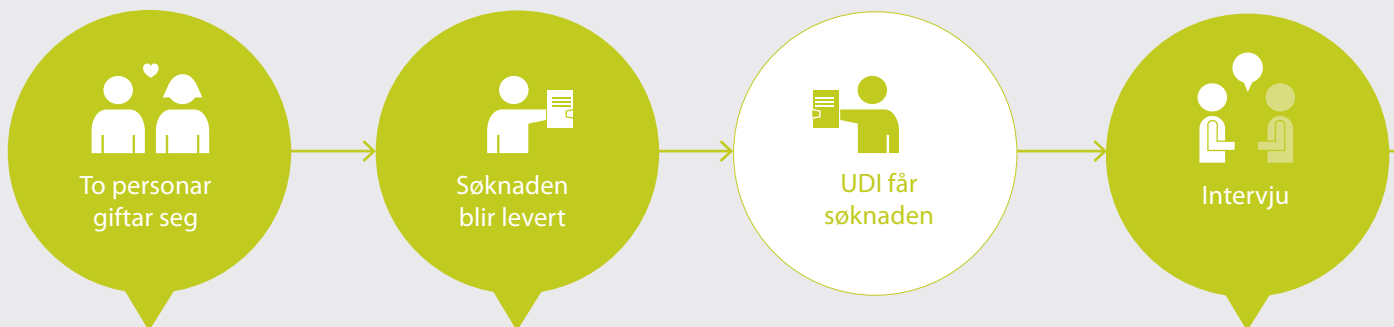 To personar
giftar seg
Søknaden
blir levert
UDI får
søknaden
Intervju